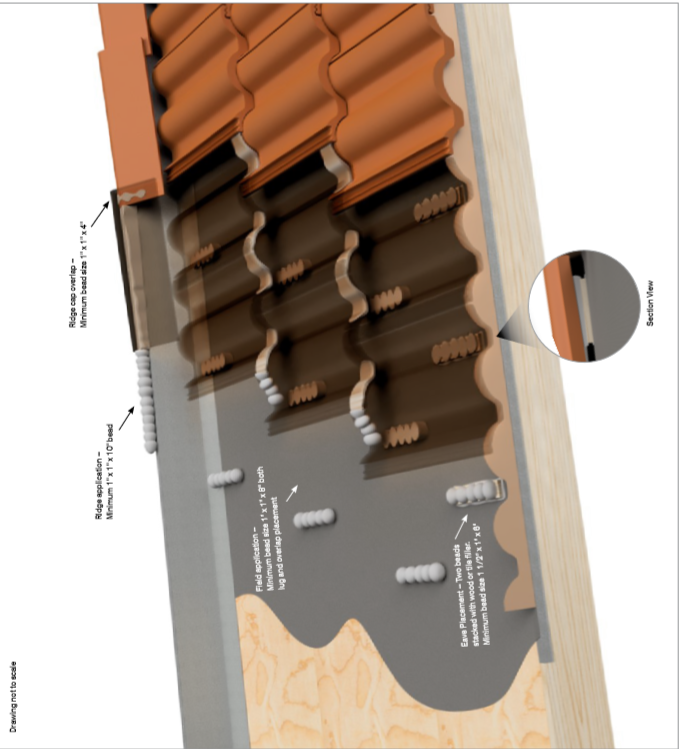 Drawing not to scale
Ridge application –
Minimum 1" x 1" x 10" bead
Ridge cap overlap –
Minimum bead size 1" x 1" x 4"
Field application –
Minimum bead size 1" x 1" x 8" both
lug and overlap placement
Eave Placement – Two beads
stacked with wood or tile filler.
Minimum bead size 1 1/2" x 1" x 6"
Section View